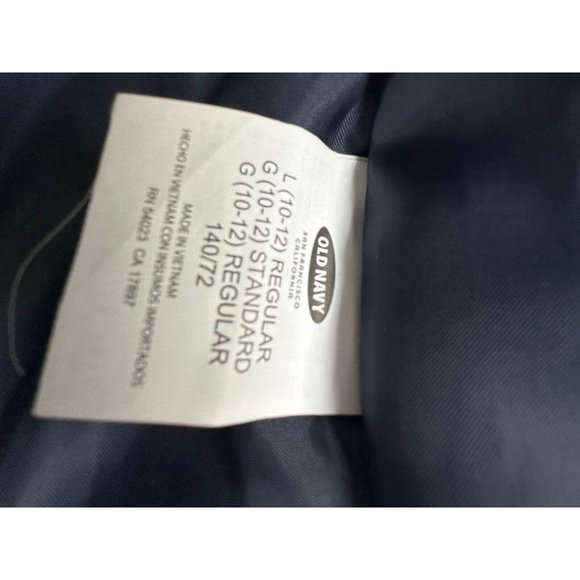 OLD NAVY
SAN FRANCISCO
CALIFORNIA
L (10-12) REGULAR
G (10-12) STANDARD
G (10-12) REGULAR
140/72
MADE IN VIETNAM
HECHO EN VIETNAM CON INSUMOS IMPORTADOS
RN 54023 CA 17897